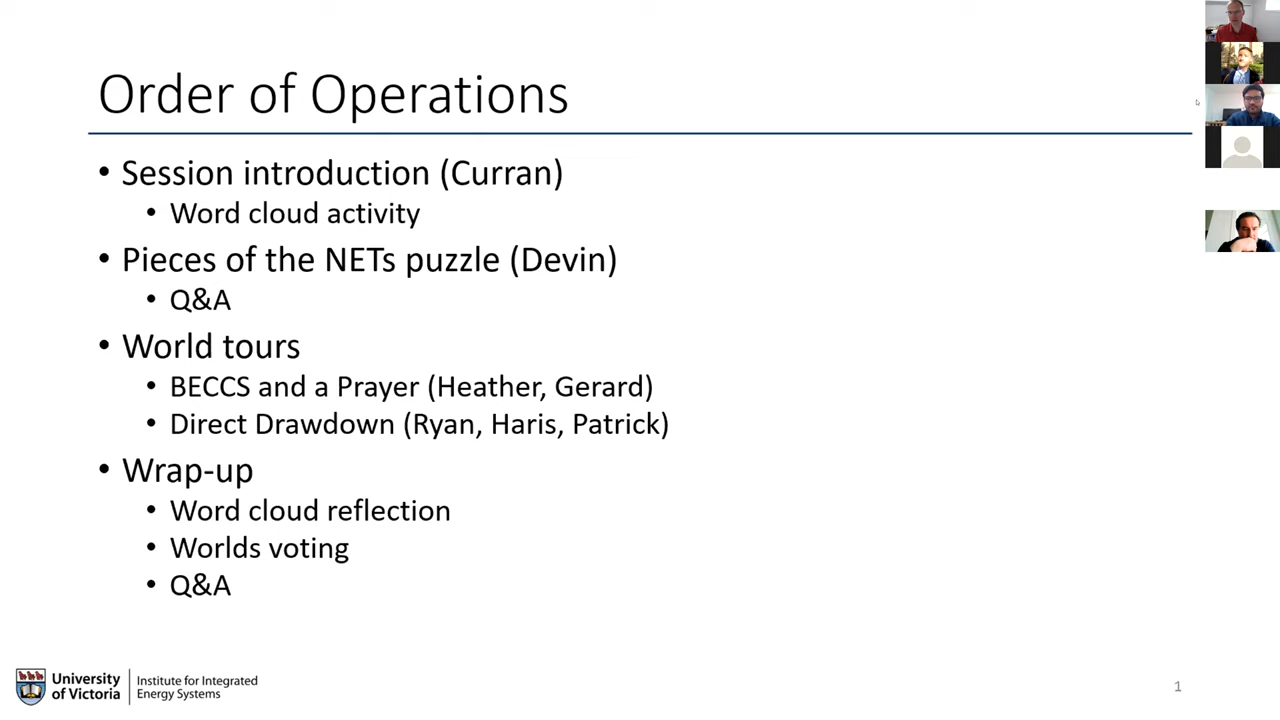 Order of Operations
• Session introduction (Curran)
• Word cloud activity
• Pieces of the NETs puzzle (Devin)
• Q&A
• World tours
• BECCS and a Prayer (Heather, Gerard)
• Direct Drawdown (Ryan, Haris, Patrick)
• Wrap-up
• Word cloud reflection
• Worlds voting
• Q&A
University
of Victoria
Institute for Integrated
Energy Systems
1